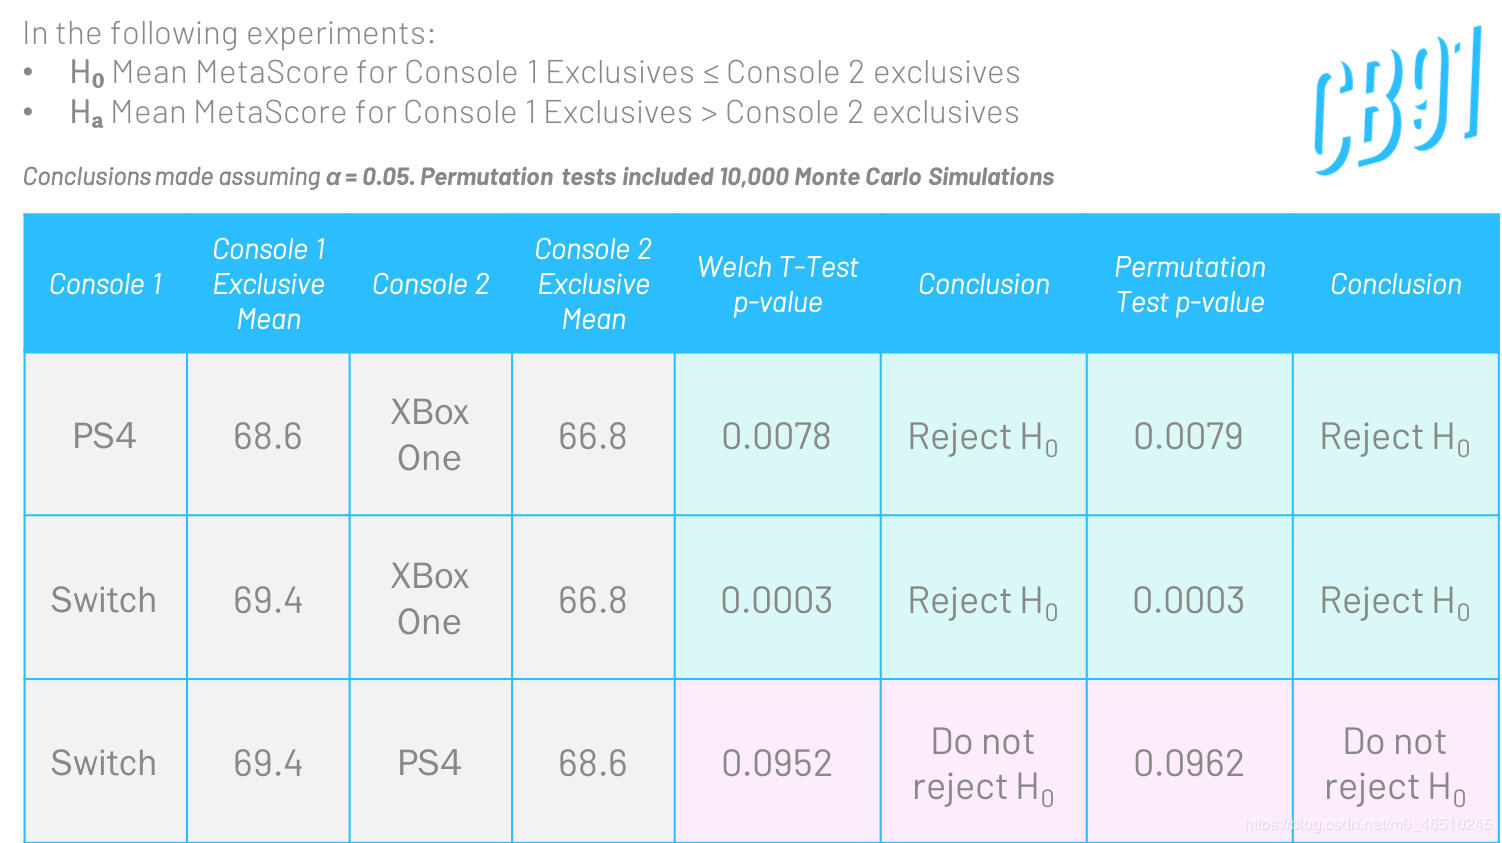 In the following experiments:
• H₀ Mean MetaScore for Console 1 Exclusives ≤ Console 2 exclusives
• Hₐ Mean MetaScore for Console 1 Exclusives > Console 2 exclusives
CB91
Conclusions made assuming α = 0.05. Permutation tests included 10,000 Monte Carlo Simulations
Console 1
Console 1
Exclusive
Mean
Console 2
Console 2
Exclusive
Mean
Welch T-Test
p-value
Conclusion
Permutation
Test p-value
Conclusion
PS4
68.6
XBox
One
66.8
0.0078
Reject H₀
0.0079
Reject H₀
Switch
69.4
XBox
One
66.8
0.0003
Reject H₀
0.0003
Reject H₀
Switch
69.4
PS4
68.6
0.0952
Do not
reject H₀
0.0962
Do not
reject H₀
https://blog.csdn.net/m0_46510245